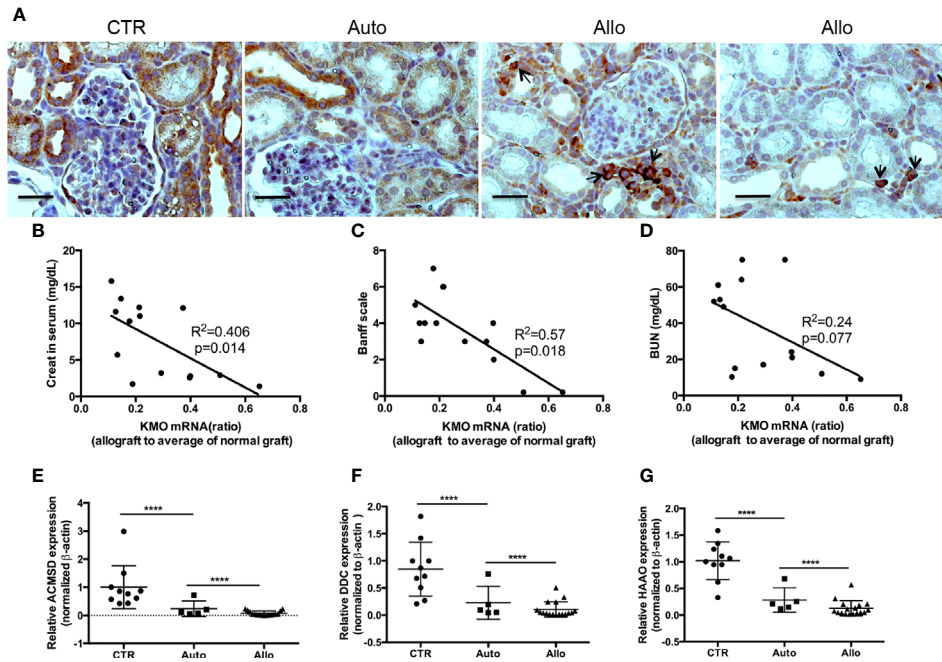 A
CTR Auto Allo Allo
B
20
15
10
5
0
Creat in serum (mg/dL)
R2=0.406
p=0.014
0.0 0.2 0.4 0.6 0.8
KMO mRNA(ratio)
(allograft to average of normal graft)
C
8
6
4
2
0
Banff scale
R2=0.57
p=0.018
0.0 0.2 0.4 0.6 0.8
KMO mRNA (ratio)
(allograft to average of normal graft)
D
80
60
40
20
0
BUN (mg/dL)
R2=0.24
p=0.077
0.0 0.2 0.4 0.6 0.8
KMO mRNA (ratio)
(allograft to average of normal graft)
E
Relative ACMSD expression
(normalized β-actin)
4
3
2
1
0
-1
****
****
CTR Auto Allo
F
Relative DDC expression
(normalized to β-actin )
2.0
1.5
1.0
0.5
0.0
-0.5
****
****
CTR Auto Allo
G
Relative HAAO expression
(normalized to β-actin)
2.0
1.5
1.0
0.5
0.0
-0.5
****
****
CTR Auto Allo